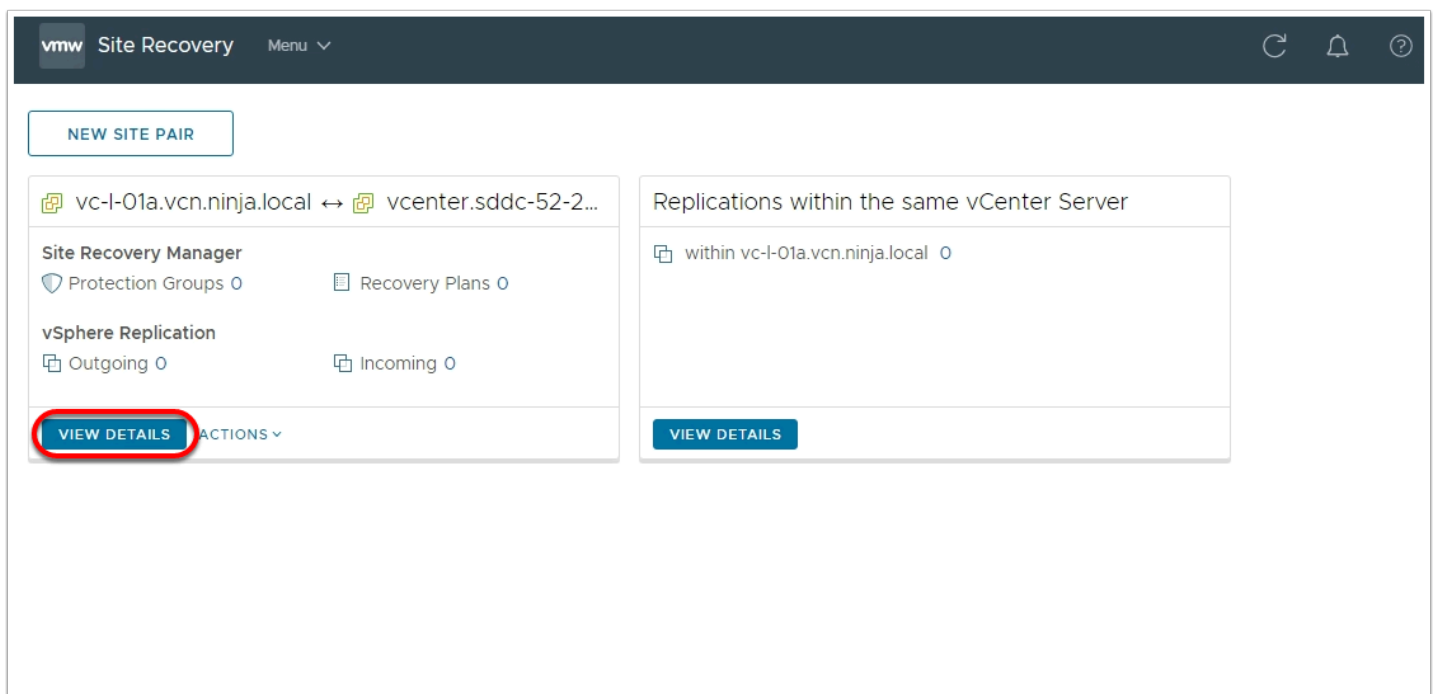 vmw Site Recovery Menu
NEW SITE PAIR
vc-l-01a.vcn.ninja.local ↔ vcenter.sddc-52-2...
Site Recovery Manager
Protection Groups 0 Recovery Plans 0
vSphere Replication
Outgoing 0 Incoming 0
VIEW DETAILS ACTIONS
Replications within the same vCenter Server
within vc-l-01a.vcn.ninja.local 0
VIEW DETAILS